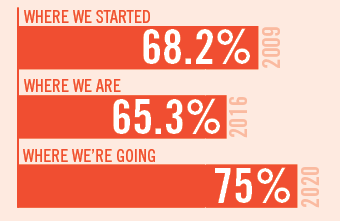 WHERE WE STARTED
68.2%
2009
WHERE WE ARE
65.3%
2016
WHERE WE'RE GOING
75%
2020